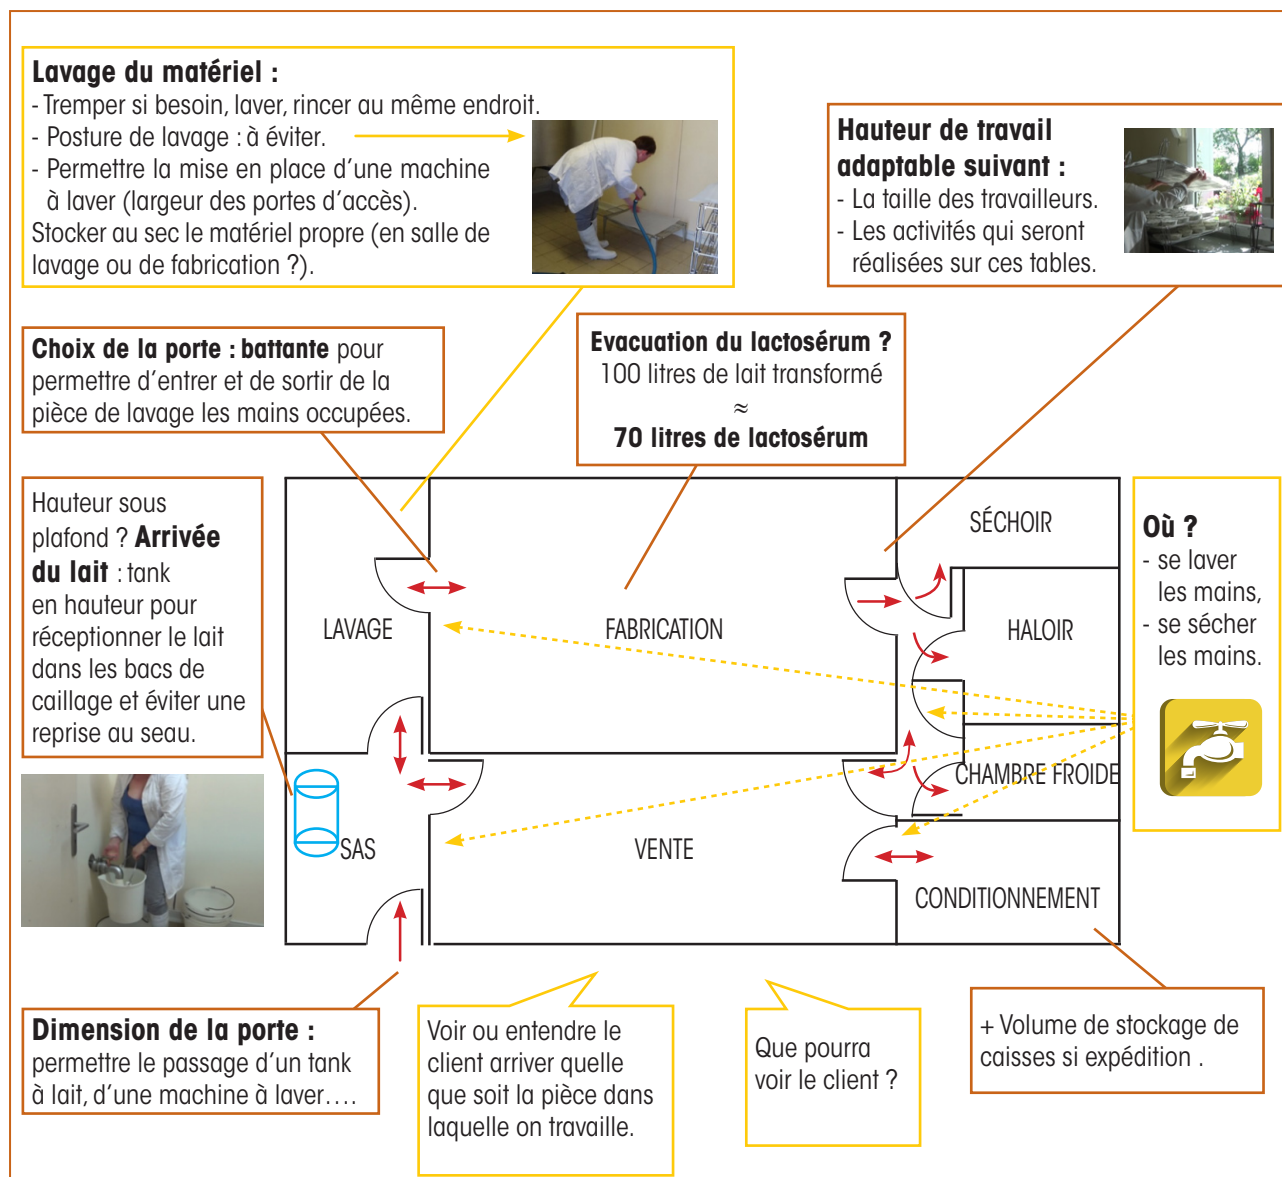 Lavage du matériel :
- Tremper si besoin, laver, rincer au même endroit.
- Posture de lavage : à éviter.
- Permettre la mise en place d'une machine
à laver (largeur des portes d'accès).
Stocker au sec le matériel propre (en salle de
lavage ou de fabrication ?).
Hauteur de travail
adaptable suivant :
- La taille des travailleurs.
- Les activités qui seront
réalisées sur ces tables.
Choix de la porte : battante pour
permettre d'entrer et de sortir de la
pièce de lavage les mains occupées.
Evacuation du lactosérum ?
100 litres de lait transformé
≈
70 litres de lactosérum
Hauteur sous
plafond ? Arrivée
du lait : tank
en hauteur pour
réceptionner le lait
dans les bacs de
caillage et éviter une
reprise au seau.
Où ?
- se laver
les mains,
- se sécher
les mains.
SÉCHOIR
LAVAGE
FABRICATION
HALOIR
CHAMBRE FROIDE
SAS
VENTE
CONDITIONNEMENT
Dimension de la porte :
permettre le passage d'un tank
à lait, d'une machine à laver....
Voir ou entendre le
client arriver quelle
que soit la pièce dans
laquelle on travaille.
Que pourra
voir le client ?
+ Volume de stockage de
caisses si expédition .